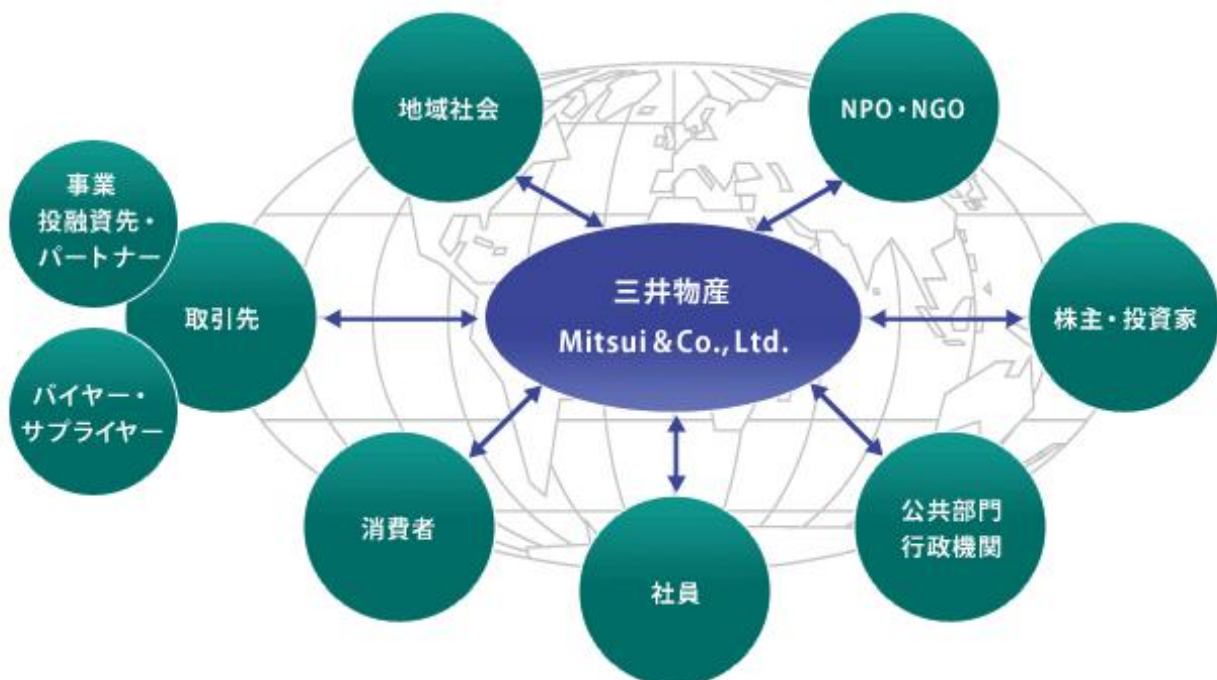 地域社会
NPO・NGO
事業
投融資先・
パートナー
取引先
バイヤー・
サプライヤー
三井物産
Mitsui & Co., Ltd.
株主・投資家
消費者
社員
公共部門
行政機関